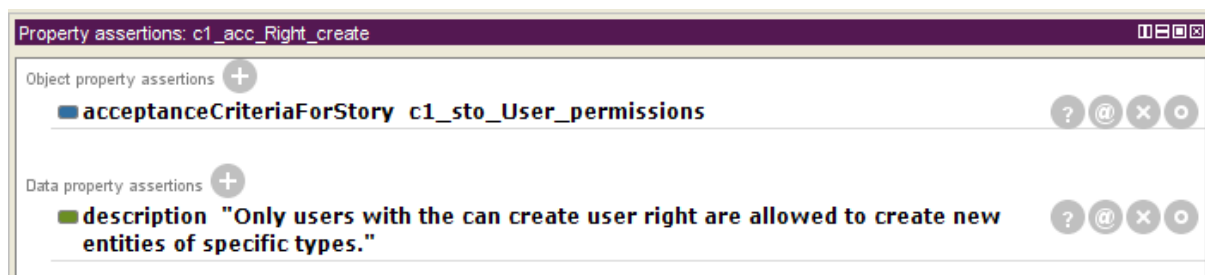 Property assertions: c1_acc_Right_create
Object property assertions
acceptanceCriteriaForStory c1_sto_User_permissions
Data property assertions
description "Only users with the can create user right are allowed to create new
entities of specific types."